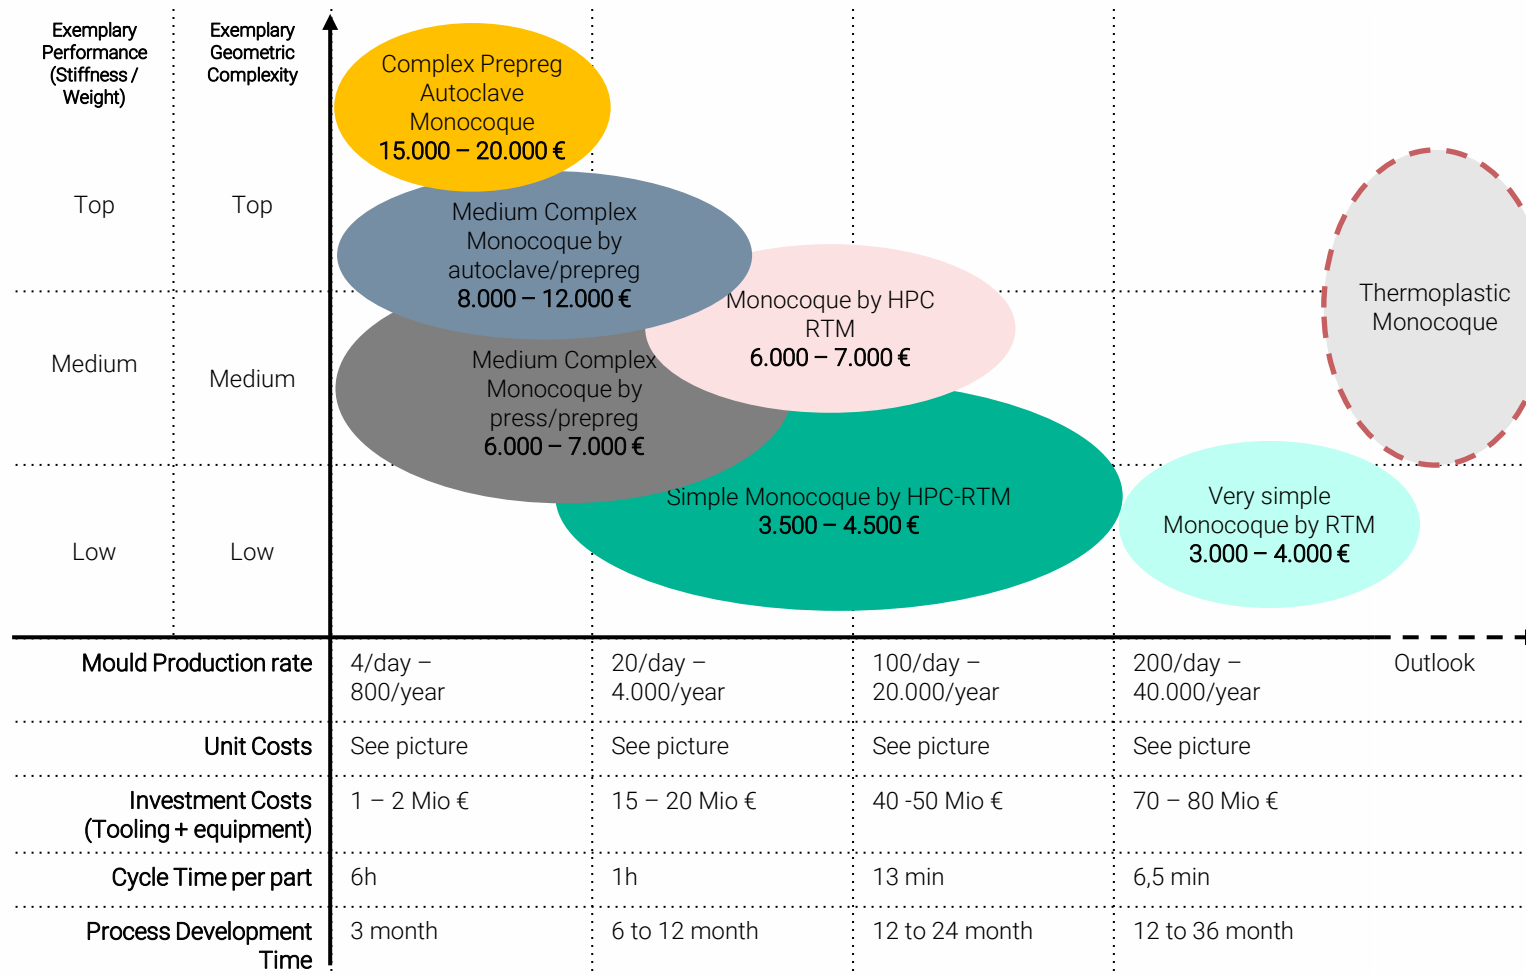 Exemplary
Performance
(Stiffness /
Weight)
Exemplary
Geometric
Complexity
Complex Prepreg
Autoclave
Monocoque
15.000 – 20.000 €
Top
Top
Medium Complex
Monocoque by
autoclave/prepreg
8.000 – 12.000 €
Monocoque by HPC
RTM
6.000 – 7.000 €
Thermoplastic
Monocoque
Medium
Medium
Medium Complex
Monocoque by
press/prepreg
6.000 – 7.000 €
Simple Monocoque by HPC-RTM
3.500 – 4.500 €
Very simple
Monocoque by RTM
3.000 – 4.000 €
Low
Low
Mould Production rate
4/day –
800/year
20/day –
4.000/year
100/day –
20.000/year
200/day –
40.000/year
Outlook
Unit Costs
See picture
See picture
See picture
See picture
Investment Costs
(Tooling + equipment)
1 – 2 Mio €
15 – 20 Mio €
40 -50 Mio €
70 – 80 Mio €
Cycle Time per part
6h
1h
13 min
6,5 min
Process Development
Time
3 month
6 to 12 month
12 to 24 month
12 to 36 month